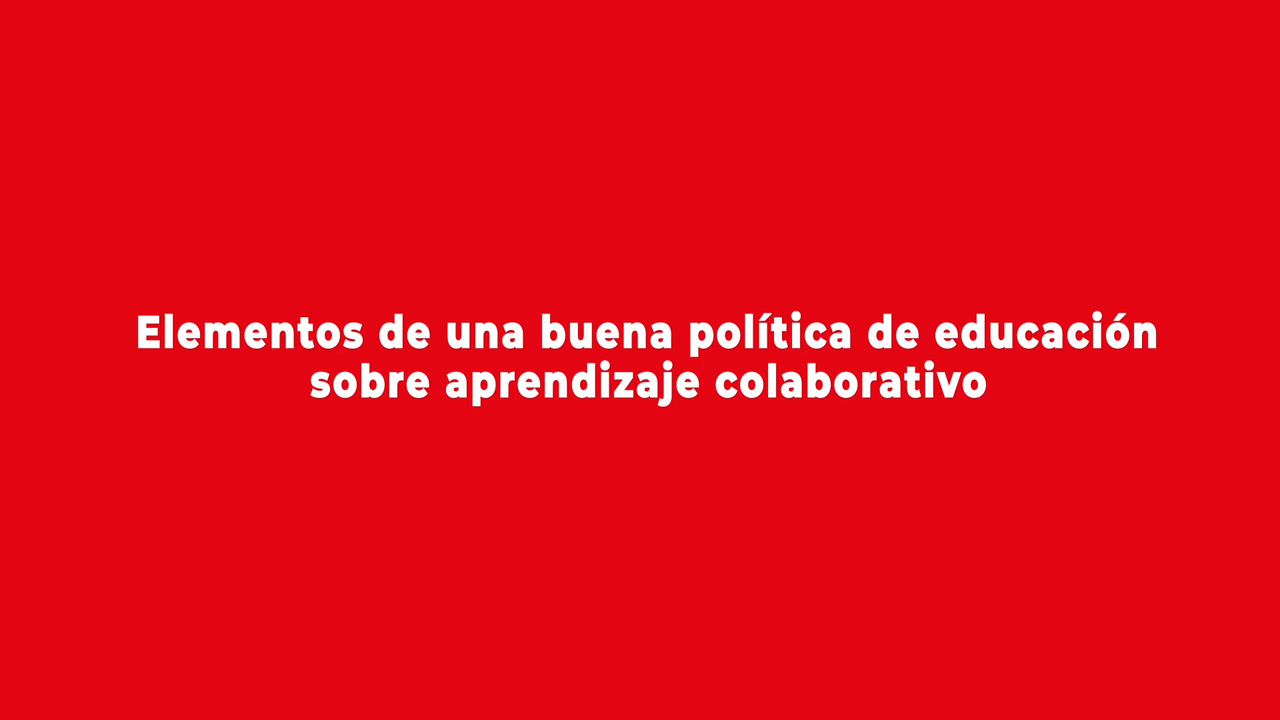 Elementos de una buena política de educación
sobre aprendizaje colaborativo